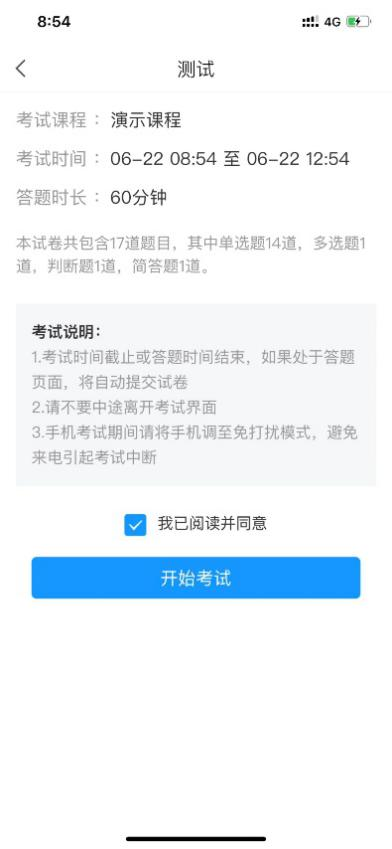 8:54
4G
测试
考试课程：演示课程
考试时间：06-22 08:54 至 06-22 12:54
答题时长：60分钟
本试卷共包含17道题目，其中单选题14道，多选题1
道，判断题1道，简答题1道。
考试说明：
1.考试时间截止或答题时间结束，如果处于答题
页面，将自动提交试卷
2.请不要中途离开考试界面
3.手机考试期间请将手机调至免打扰模式，避免
来电引起考试中断
我已阅读并同意
开始考试